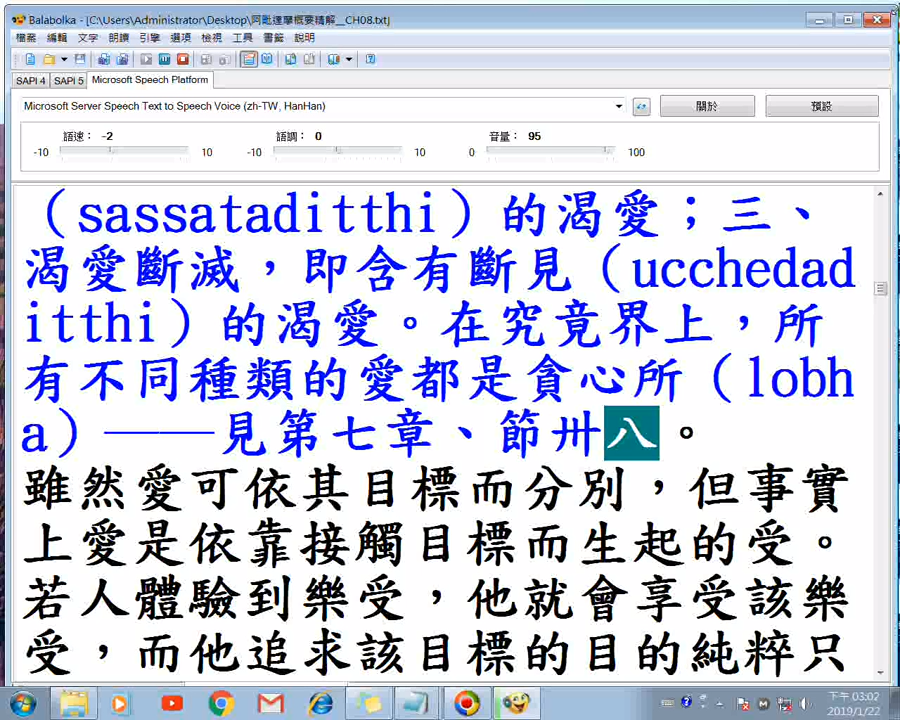 Balabolka - [C:\Users\Administrator\Desktop\阿毗達摩概要精解__CH08.txt]
檔案 編輯 文字 朗讀 引擎 選項 檢視 工具 書籤 說明
SAPI 4 SAPI 5 Microsoft Speech Platform
Microsoft Server Speech Text to Speech Voice (zh-TW, HanHan) 關於 預設
語速： -2 語調： 0 音量： 95
-10 10 -10 10 0 100
（sassataditthi）的渴愛；三、
渴愛斷滅，即含有斷見（ucchedad
itthi）的渴愛。在究竟界上，所
有不同種類的愛都是貪心所（lobh
a）———見第七章、節卅八。
雖然愛可依其目標而分別，但事實
上愛是依靠接觸目標而生起的受。
若人體驗到樂受，他就會享受該樂
受，而他追求該目標的目的純粹只
下午 03:02
2019/1/22